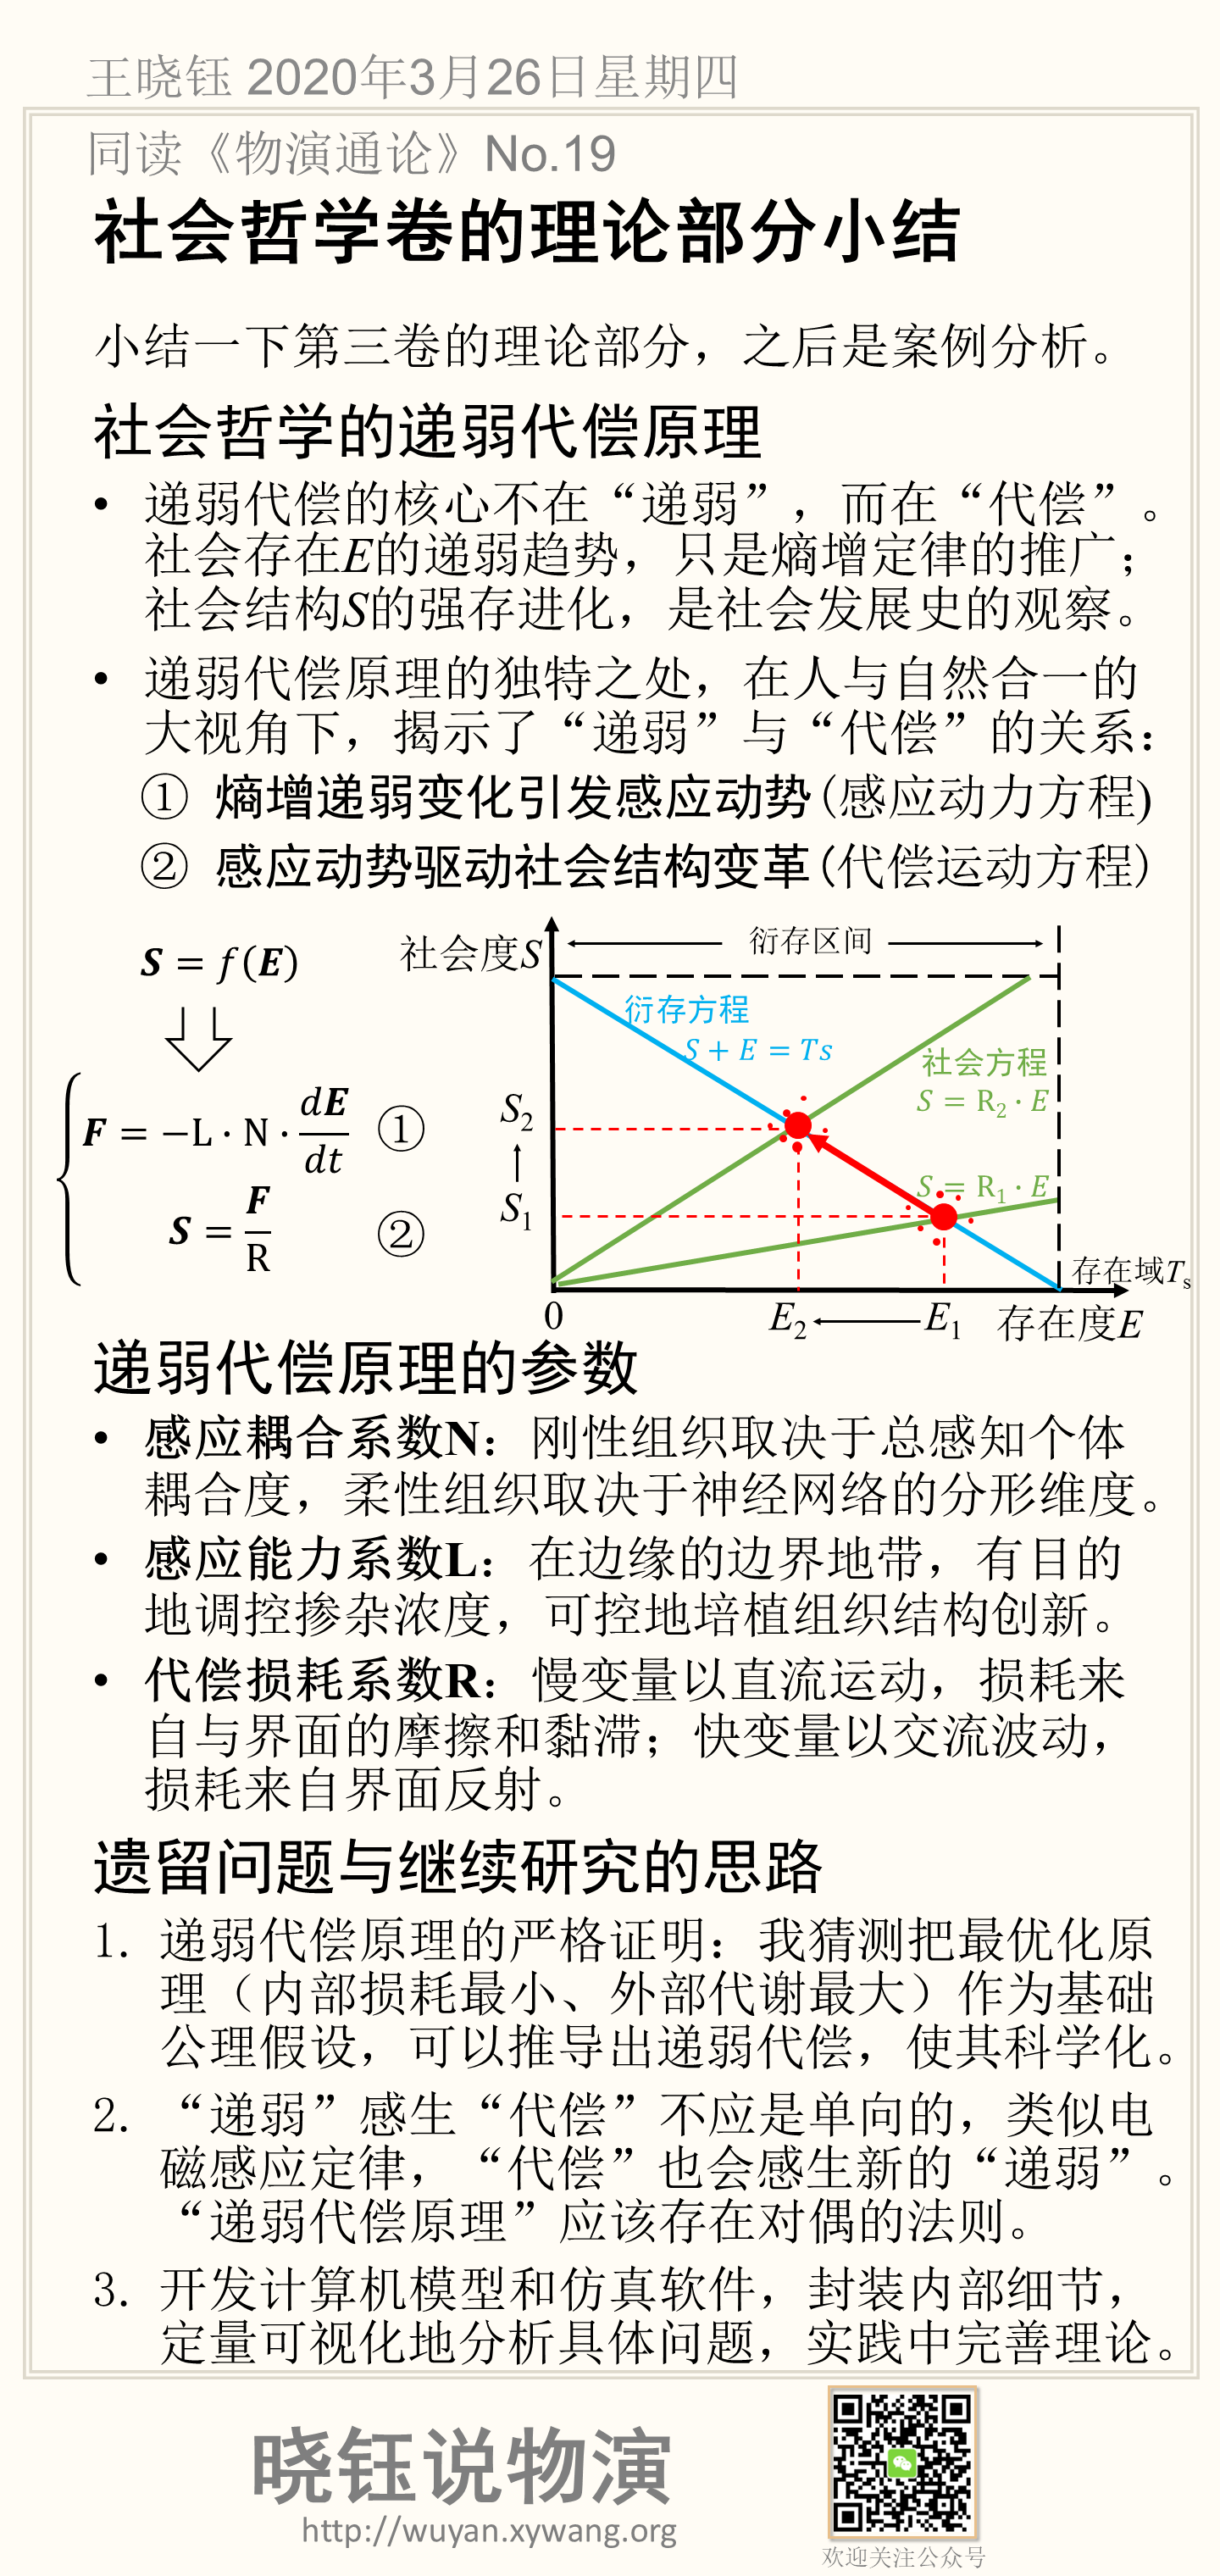 王晓钰 2020年3月26日星期四
同读《物演通论》No.19
社会哲学卷的理论部分小结
小结一下第三卷的理论部分，之后是案例分析。
社会哲学的递弱代偿原理
• 递弱代偿的核心不在“递弱”，而在“代偿”。
社会存在E的递弱趋势，只是熵增定律的推广；
社会结构S的强存进化，是社会发展史的观察。
• 递弱代偿原理的独特之处，在人与自然合一的
大视角下，揭示了“递弱”与“代偿”的关系：
① 熵增递弱变化引发感应动势(感应动力方程)
② 感应动势驱动社会结构变革(代偿运动方程)
S = f(E)
F = −L · N · dE/dt ①
S = F/R ②
社会度S
衍存区间
衍存方程
S + E = Ts
社会方程
S = R₂ · E
S₂
S = R₁ · E
S₁
存在域Ts
0
E₂
E₁
存在度E
递弱代偿原理的参数
• 感应耦合系数N：刚性组织取决于总感知个体
耦合度，柔性组织取决于神经网络的分形维度。
• 感应能力系数L：在边缘的边界地带，有目的
地调控掺杂浓度，可控地培植组织结构创新。
• 代偿损耗系数R：慢变量以直流运动，损耗来
自与界面的摩擦和黏滞；快变量以交流波动，
损耗来自界面反射。
遗留问题与继续研究的思路
1. 递弱代偿原理的严格证明：我猜测把最优化原
理（内部损耗最小、外部代谢最大）作为基础
公理假设，可以推导出递弱代偿，使其科学化。
2. “递弱”感生“代偿”不应是单向的，类似电
磁感应定律，“代偿”也会感生新的“递弱”。
“递弱代偿原理”应该存在对偶的法则。
3. 开发计算机模型和仿真软件，封装内部细节，
定量可视化地分析具体问题，实践中完善理论。
晓钰说物演
http://wuyan.xywang.org
欢迎关注公众号